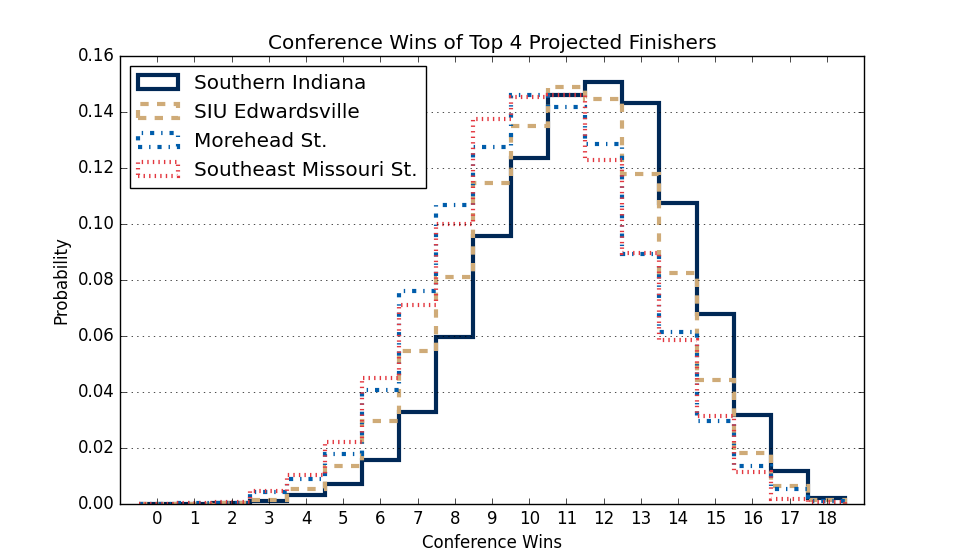 Conference Wins of Top 4 Projected Finishers
0.16
0.14
0.12
0.10
0.08
0.06
0.04
0.02
0.00
Probability
Southern Indiana
SIU Edwardsville
Morehead St.
Southeast Missouri St.
0 1 2 3 4 5 6 7 8 9 10 11 12 13 14 15 16 17 18
Conference Wins